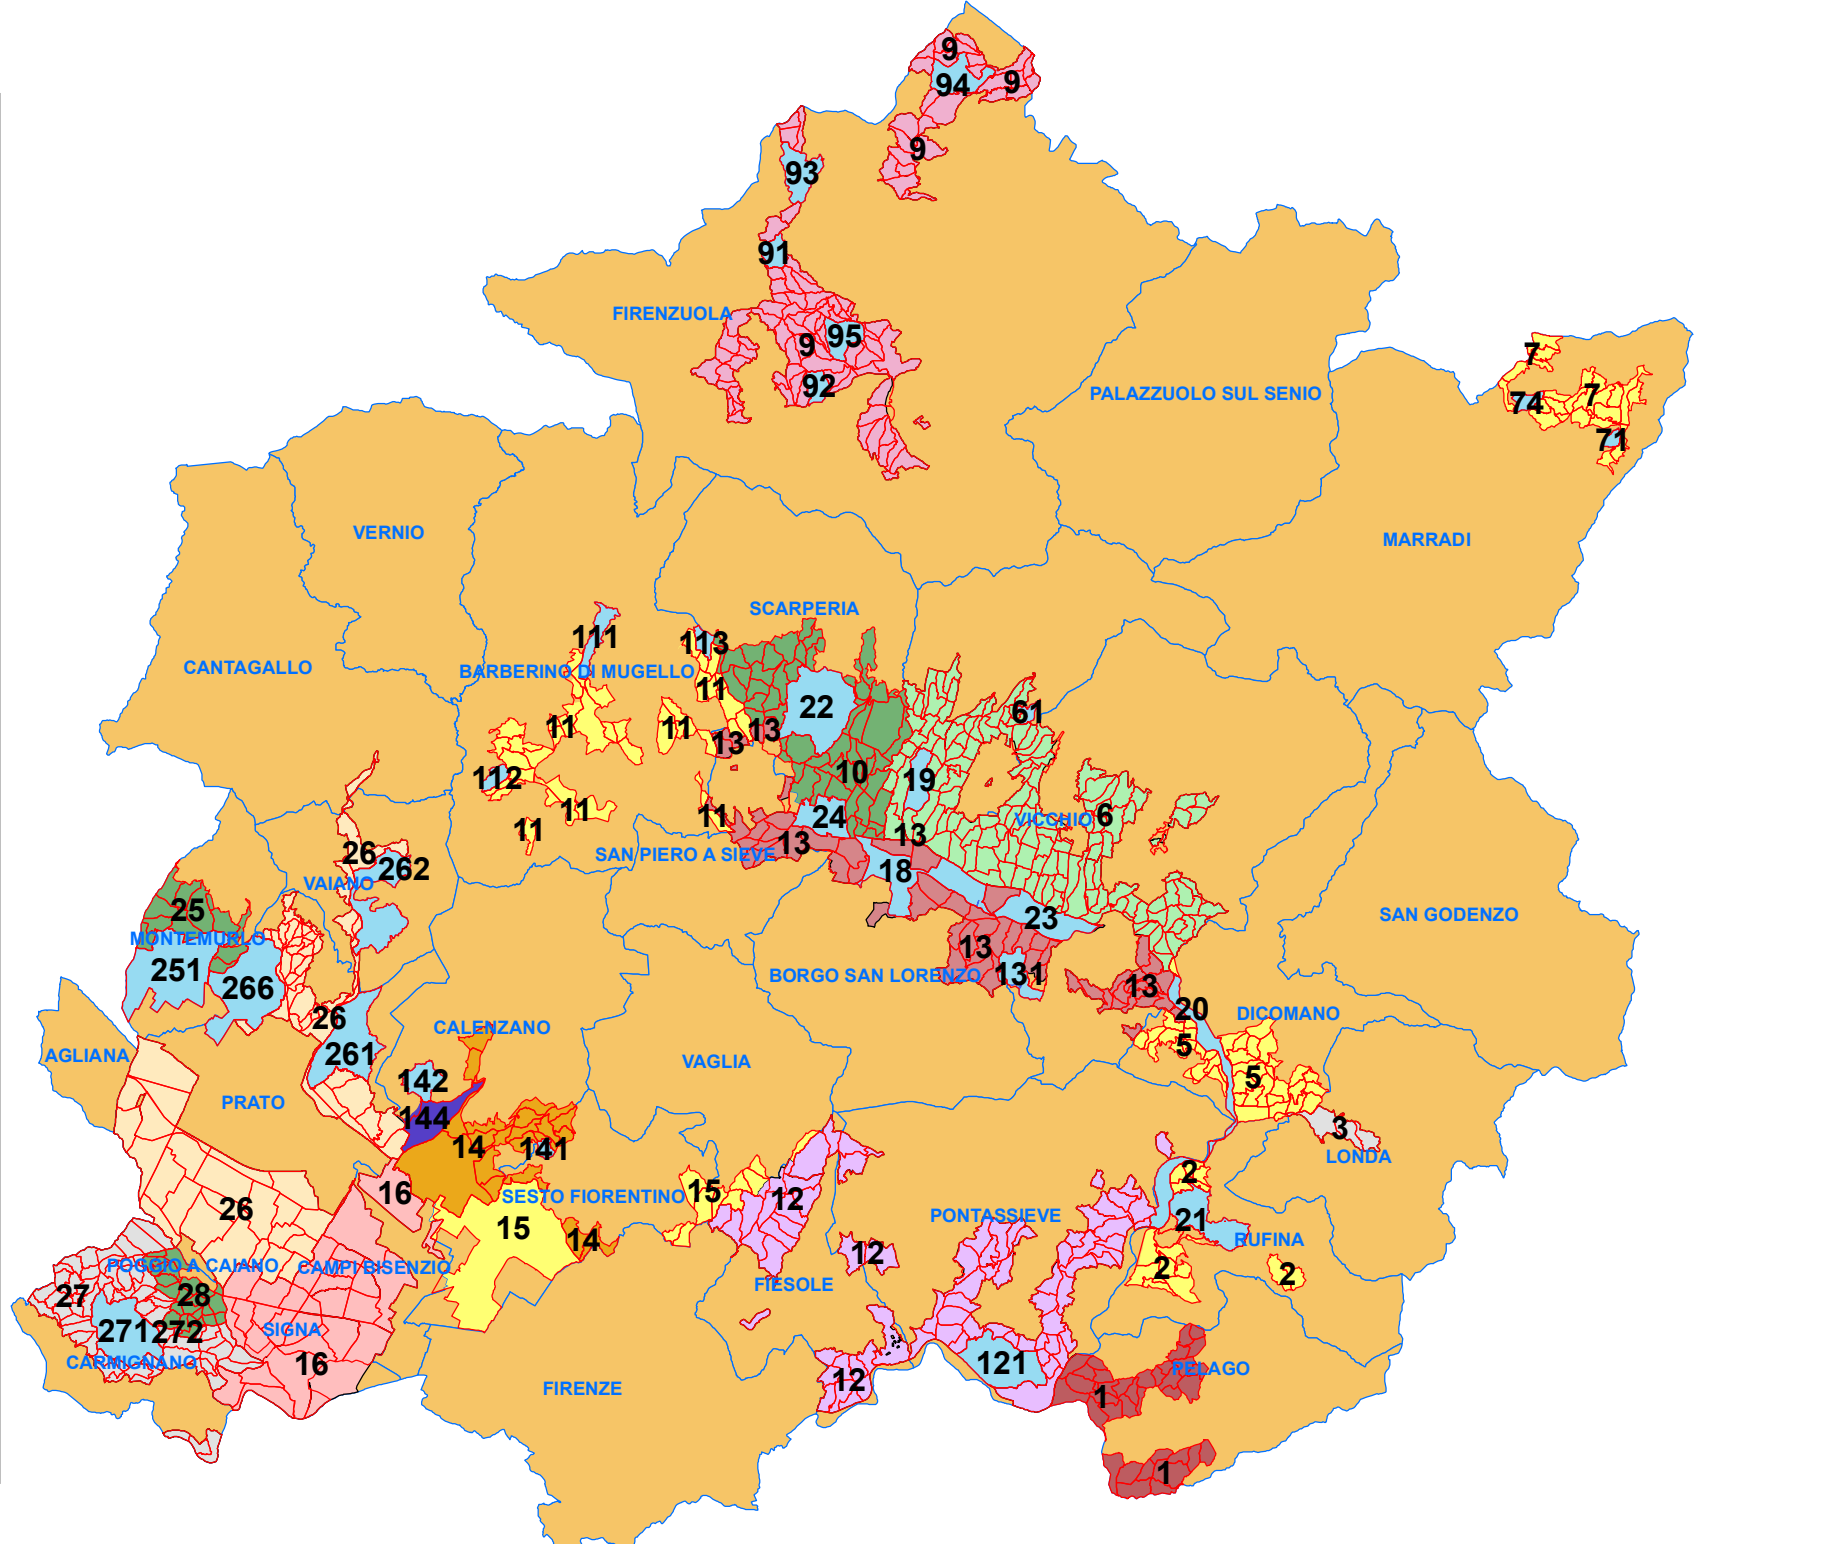 9
94
9
9
93
91
FIRENZUOLA
95
9
92
PALAZZUOLO SUL SENIO
7
7
74
71
VERNIO
MARRADI
SCARPERIA
111
113
CANTAGALLO
BARBERINO DI MUGELLO
11
22
61
11
11
13
13
112
10
19
11
11
24
11
VICCHIO
6
13
13
SAN PIERO A SIEVE
26
262
18
VAIANO
25
23
SAN GODENZO
MONTEMURLO
13
251
266
BORGO SAN LORENZO
131
13
20
DICOMANO
26
CALENZANO
5
261
AGLIANA
VAGLIA
5
142
PRATO
144
3
14
141
LONDA
2
16
SESTO FIORENTINO
15
12
26
PONTASSIEVE
21
15
14
RUFINA
12
POGGIO A CAIANO
CAMPI BISENZIO
2
2
27
28
FIESOLE
271
272
SIGNA
CARMIGNANO
16
121
PELAGO
12
FIRENZE
1
1